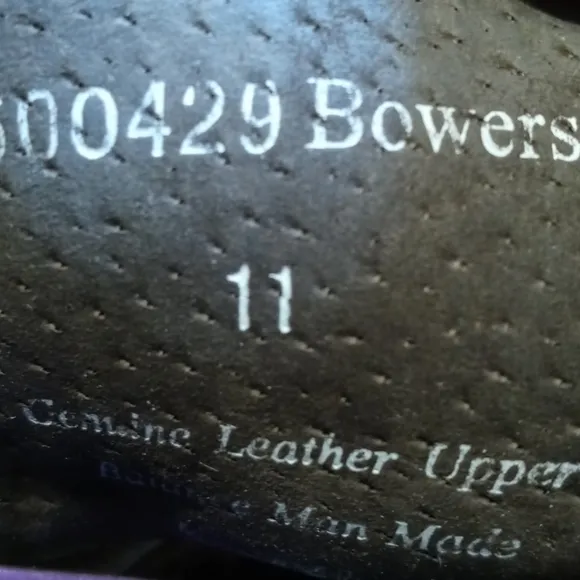 00429 Bowers
11
Genuine Leather Upper
Man Made